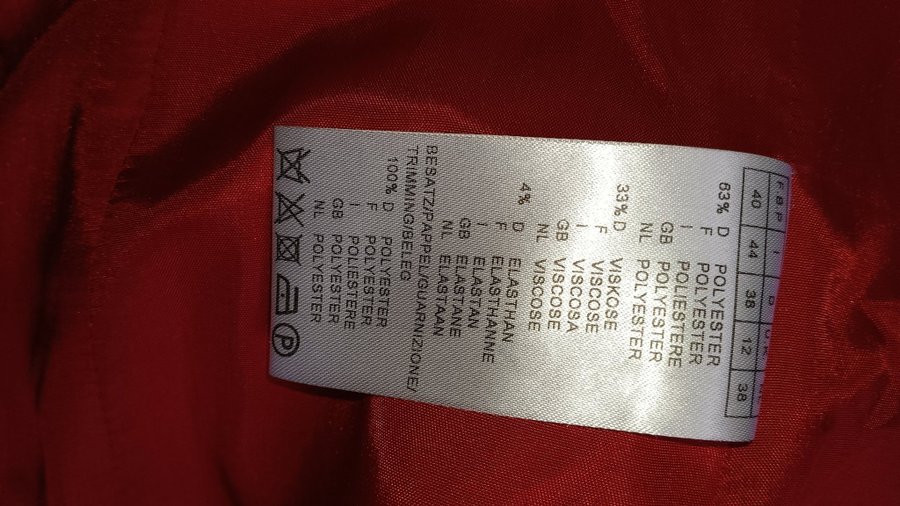 F B P I D UK
40 44 38 12 38
63% D POLYESTER
F POLYESTER
I POLIESTERE
GB POLYESTER
NL POLYESTER
33% D VISKOSE
F VISCOSE
I VISCOSA
GB VISCOSE
NL VISCOSE
4% D ELASTHAN
F ELASTHANNE
I ELASTAN
GB ELASTANE
NL ELASTAAN
BESATZ/PAPPEL/GUARNIZIONE/
TRIMMING/BELEG
100% D POLYESTER
F POLYESTER
I POLIESTERE
GB POLYESTER
NL POLYESTER
P